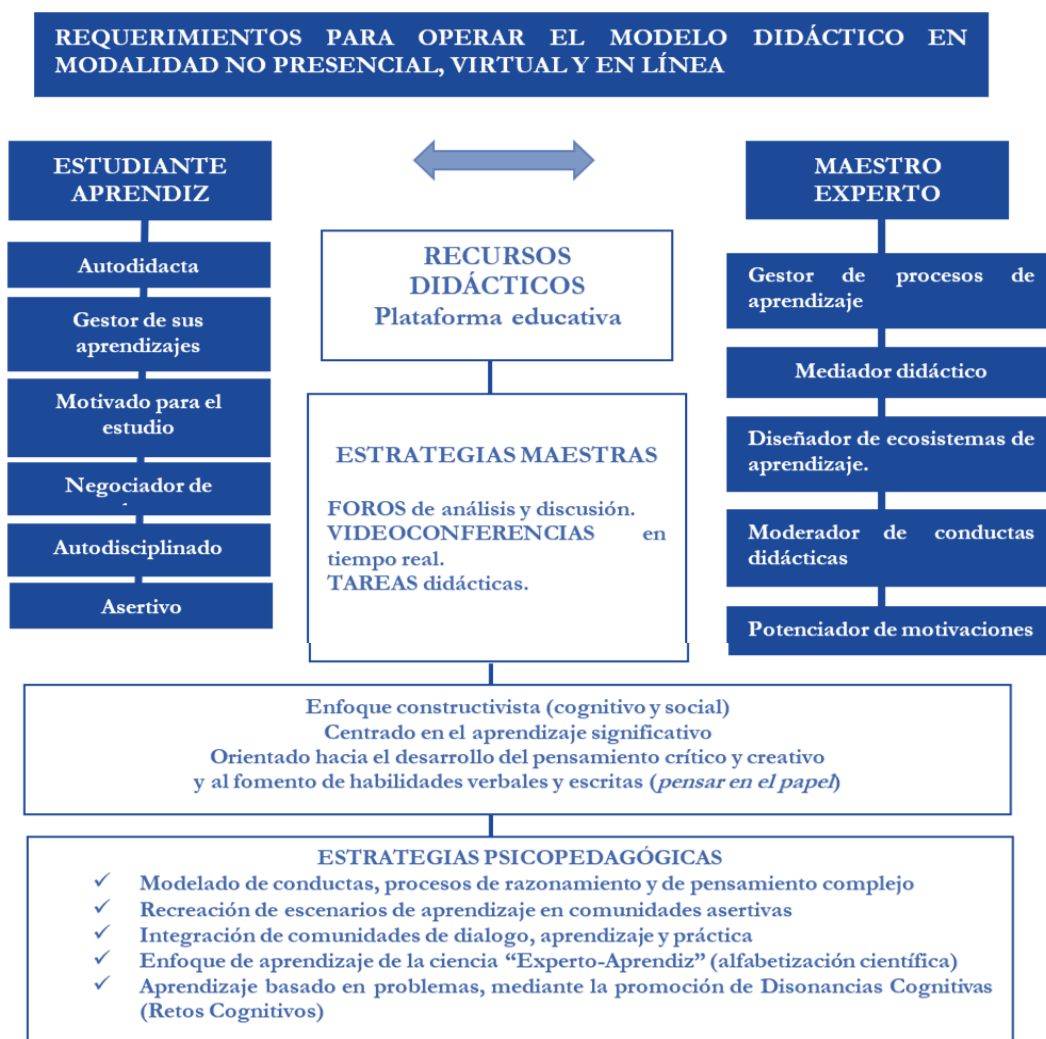 REQUERIMIENTOS PARA OPERAR EL MODELO DIDÁCTICO EN
MODALIDAD NO PRESENCIAL, VIRTUAL Y EN LÍNEA
ESTUDIANTE
APRENDIZ
Autodidacta
Gestor de sus
aprendizajes
Motivado para el
estudio
Negociador de
Autodisciplinado
Asertivo
RECURSOS
DIDÁCTICOS
Plataforma educativa
ESTRATEGIAS MAESTRAS
FOROS de análisis y discusión.
VIDEOCONFERENCIAS en
tiempo real.
TAREAS didácticas.
MAESTRO
EXPERTO
Gestor de procesos de
aprendizaje
Mediador didáctico
Diseñador de ecosistemas de
aprendizaje.
Moderador de conductas
didácticas
Potenciador de motivaciones
Enfoque constructivista (cognitivo y social)
Centrado en el aprendizaje significativo
Orientado hacia el desarrollo del pensamiento crítico y creativo
y al fomento de habilidades verbales y escritas (pensar en el papel)
ESTRATEGIAS PSICOPEDAGÓGICAS
✓ Modelado de conductas, procesos de razonamiento y de pensamiento complejo
✓ Recreación de escenarios de aprendizaje en comunidades asertivas
✓ Integración de comunidades de dialogo, aprendizaje y práctica
✓ Enfoque de aprendizaje de la ciencia “Experto-Aprendiz” (alfabetización científica)
✓ Aprendizaje basado en problemas, mediante la promoción de Disonancias Cognitivas
(Retos Cognitivos)